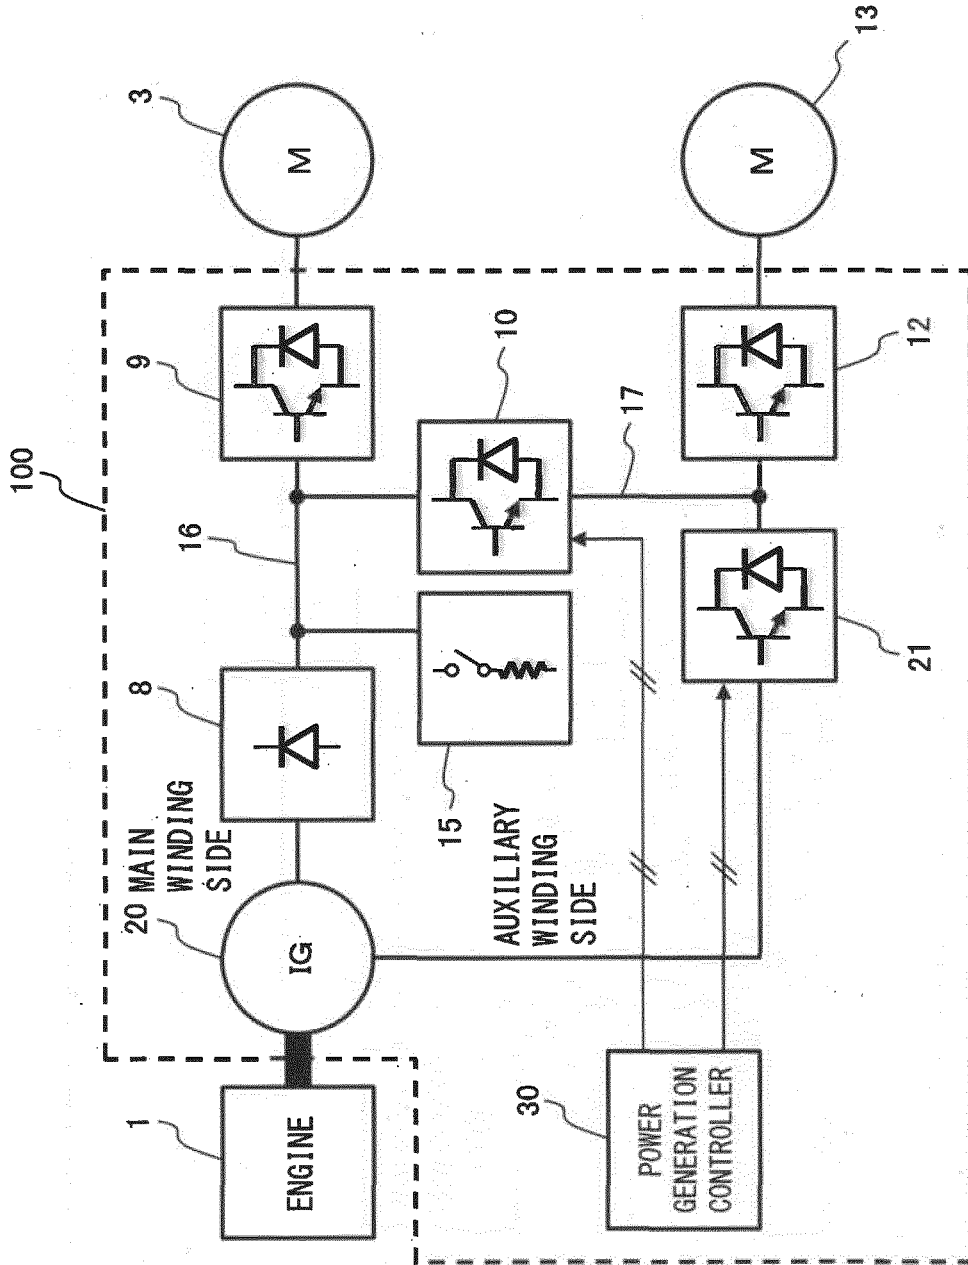 100
1
ENGINE
20
IG
MAIN
WINDING
SIDE
8
16
9
3
M
AUXILIARY
WINDING
SIDE
15
10
17
30
POWER
GENERATION
CONTROLLER
21
12
13
M